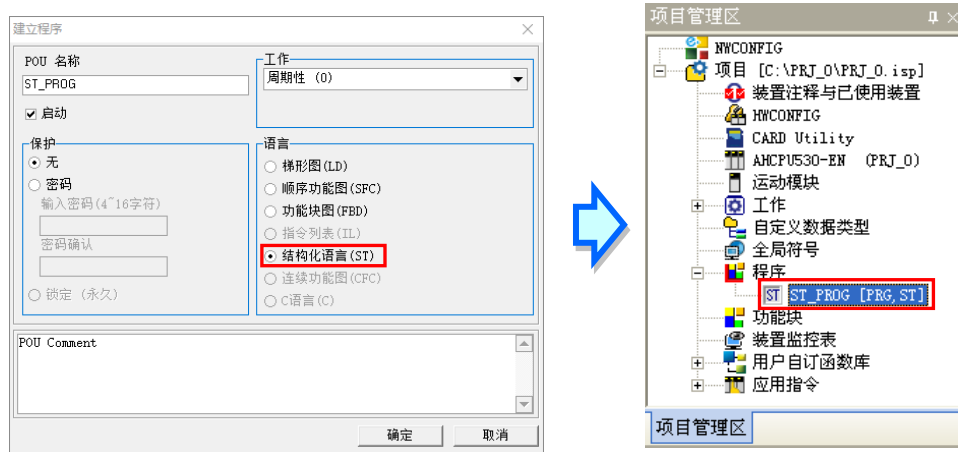 建立程序
POU 名称
ST_PROG
启动
工作
周期性 (0)
保护
无
密码
输入密码(4~16字符)
密码确认
锁定 (永久)
语言
梯形图(LD)
顺序功能图(SFC)
功能块图(FBD)
指令列表(IL)
结构化语言(ST)
连续功能图(CFC)
C语言(C)
POU Comment
确定
取消
项目管理区
NWCONFIG
项目 [C:\PRJ_0\PRJ_0.isp]
装置注释与已使用装置
HWCONFIG
CARD Utility
AHCPU530-EN (PRJ_0)
运动模块
工作
自定义数据类型
全局符号
程序
ST ST_PROG [PRG,ST]
功能块
装置监控表
用户自订函数库
应用指令
项目管理区